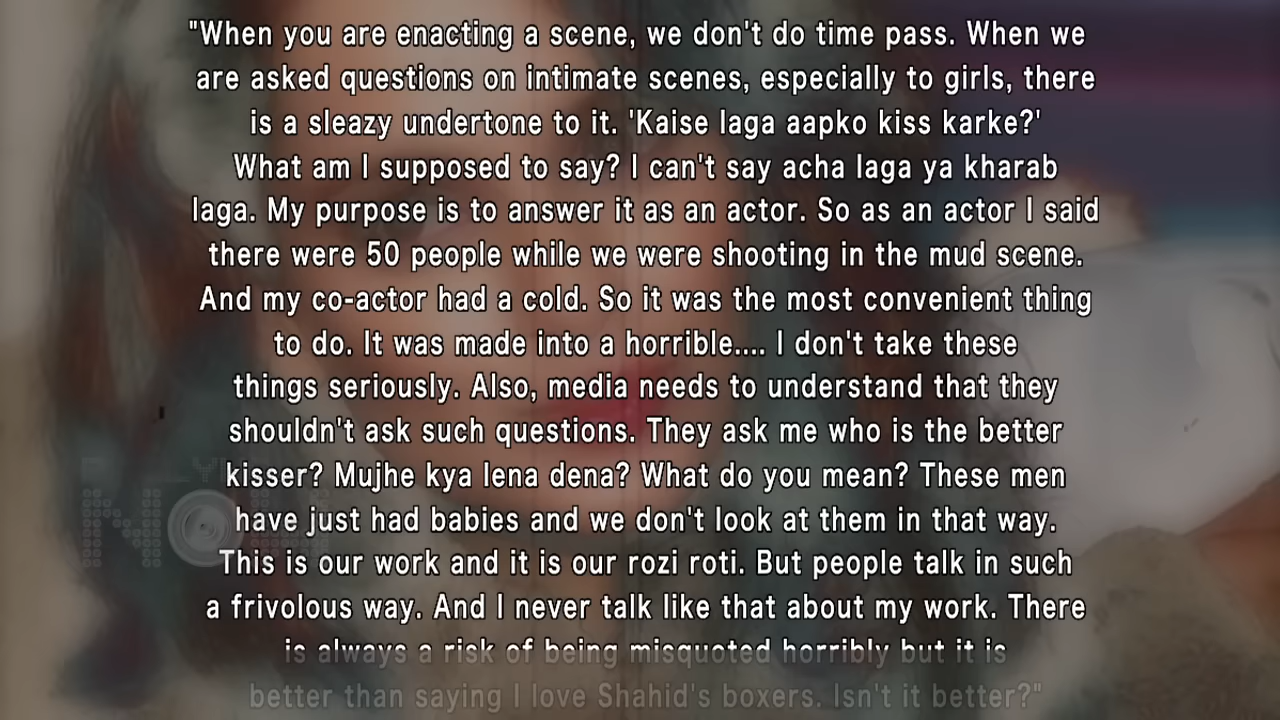 "When you are enacting a scene, we don't do time pass. When we
are asked questions on intimate scenes, especially to girls, there
is a sleazy undertone to it. 'Kaise laga aapko kiss karke?'
What am I supposed to say? I can't say acha laga ya kharab
laga. My purpose is to answer it as an actor. So as an actor I said
there were 50 people while we were shooting in the mud scene.
And my co-actor had a cold. So it was the most convenient thing
to do. It was made into a horrible.... I don't take these
things seriously. Also, media needs to understand that they
shouldn't ask such questions. They ask me who is the better
kisser? Mujhe kya lena dena? What do you mean? These men
have just had babies and we don't look at them in that way.
This is our work and it is our rozi roti. But people talk in such
a frivolous way. And I never talk like that about my work. There
is always a risk of being misquoted horribly but it is
better than saying I love Shahid's boxers. Isn't it better?"